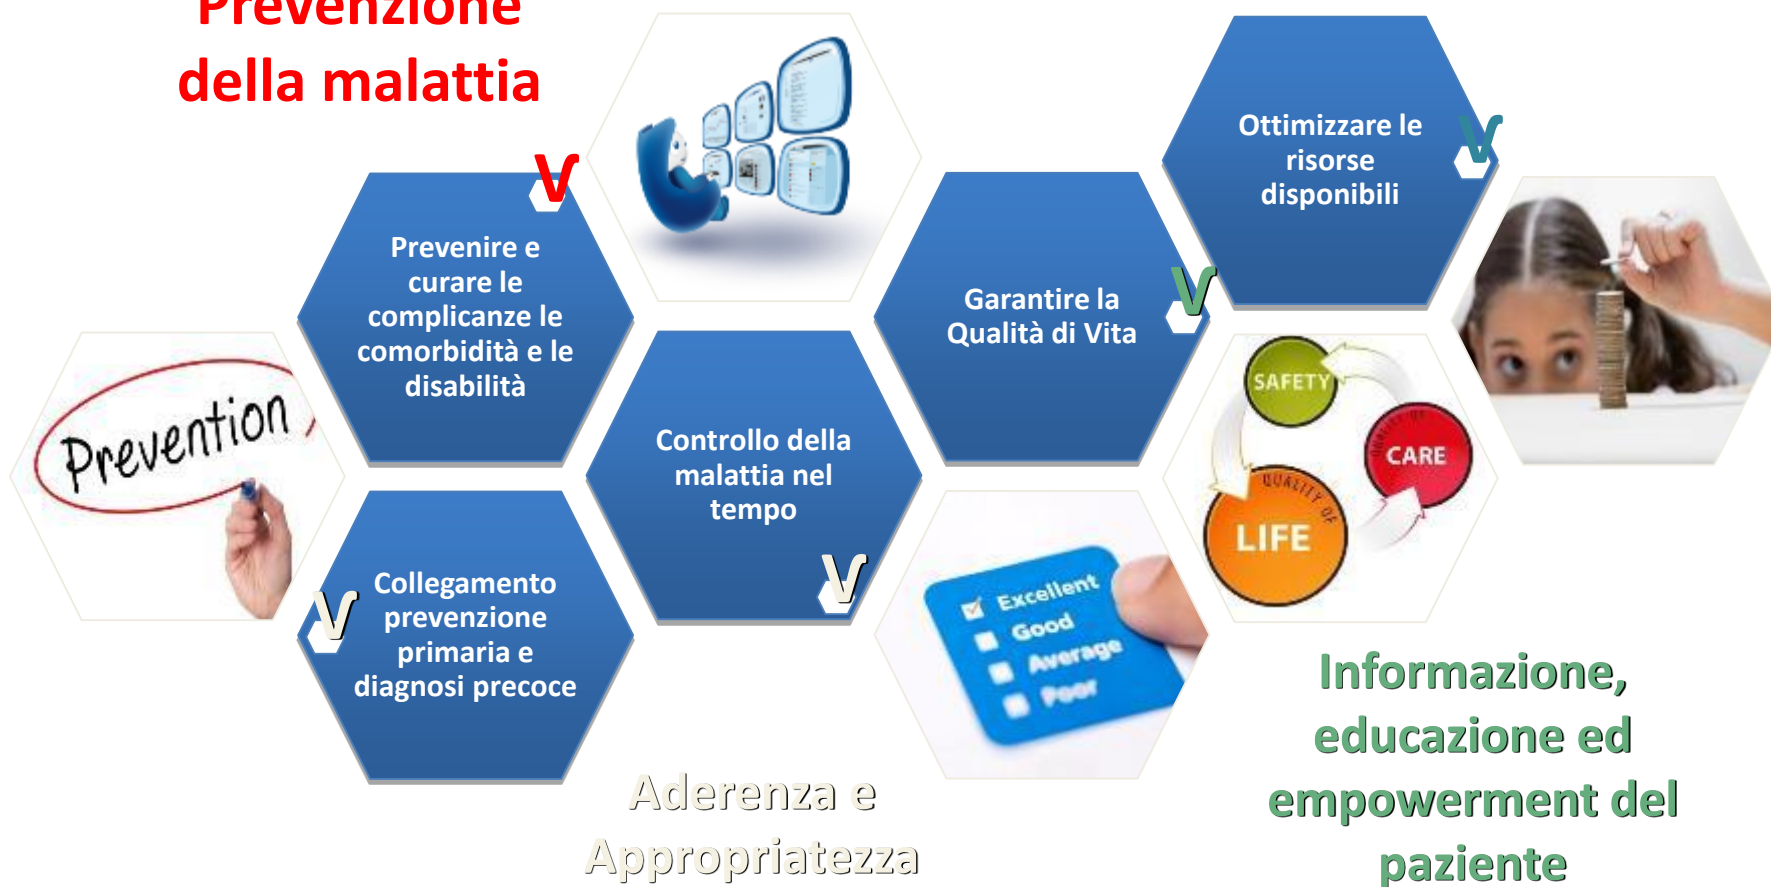 Prevenzione
della malattia
V
Prevenire e
curare le
complicanze le
comorbidità e le
disabilità
Prevention
V
Collegamento
prevenzione
primaria e
diagnosi precoce
Controllo della
malattia nel
tempo
V
Garantire la
Qualità di Vita
V
Ottimizzare le
risorse
disponibili
V
SAFETY
CARE
QUALITY OF
LIFE
Excellent
Good
Average
Poor
Aderenza e
Appropriatezza
Informazione,
educazione ed
empowerment del
paziente